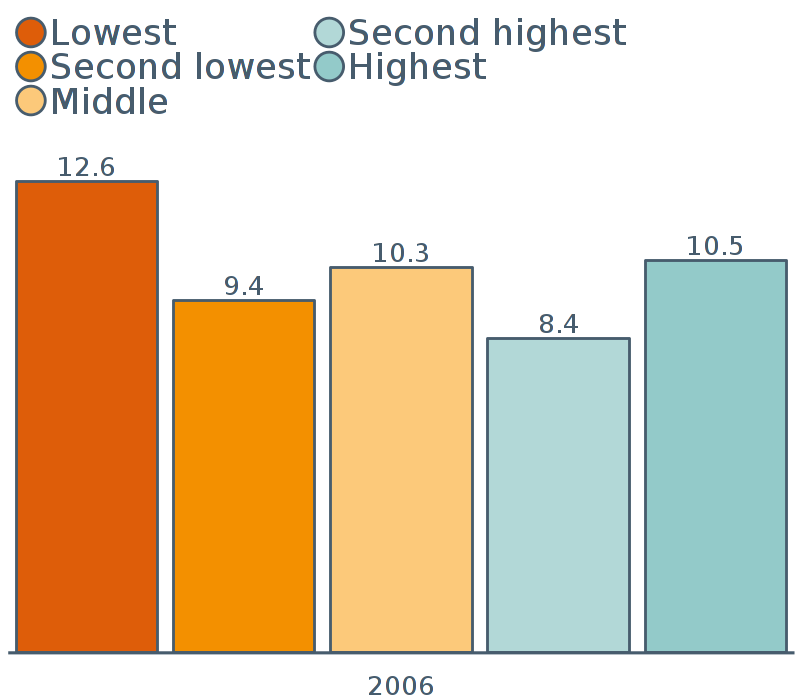 Lowest
Second lowest
Middle
Second highest
Highest
12.6
9.4
10.3
8.4
10.5
2006